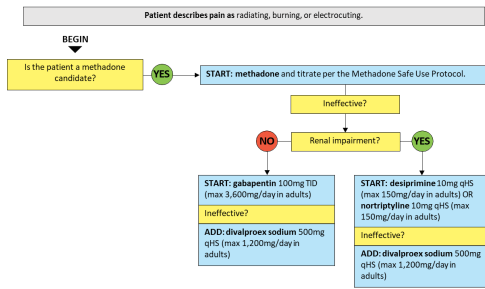 Patient describes pain as radiating, burning, or electrocuting.
BEGIN
Is the patient a methadone
candidate?
YES
START: methadone and titrate per the Methadone Safe Use Protocol.
Ineffective?
NO
Renal impairment?
YES
START: gabapentin 100mg TID
(max 3,600mg/day in adults)
Ineffective?
ADD: divalproex sodium 500mg
qHS (max 1,200mg/day in
adults)
START: desiprimine 10mg qHS
(max 150mg/day in adults) OR
nortriptyline 10mg qHS (max
150mg/day in adults)
Ineffective?
ADD: divalproex sodium 500mg
qHS (max 1,200mg/day in
adults)